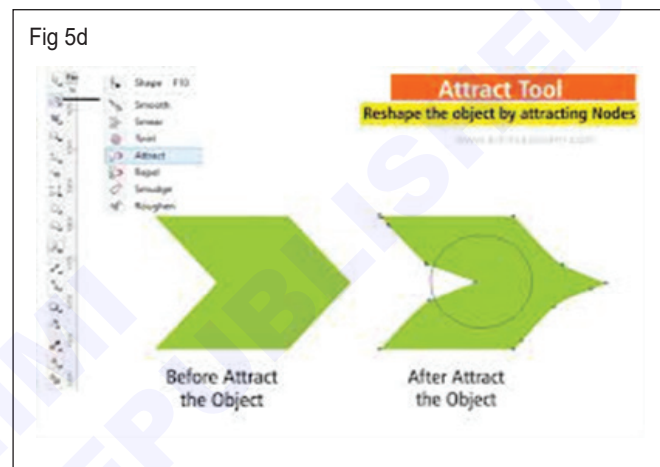 Fig 5d
Shape F10
Smooth
Smear
Twirl
Attract
Repel
Smudge
Roughen
Attract Tool
Reshape the object by attracting Nodes
Before Attract
the Object
After Attract
the Object